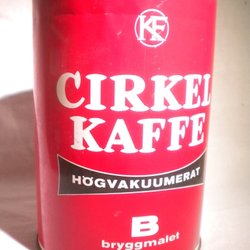 KF
CIRKEL
KAFFE
HÖGVAKUUMERAT
B
bryggmalet